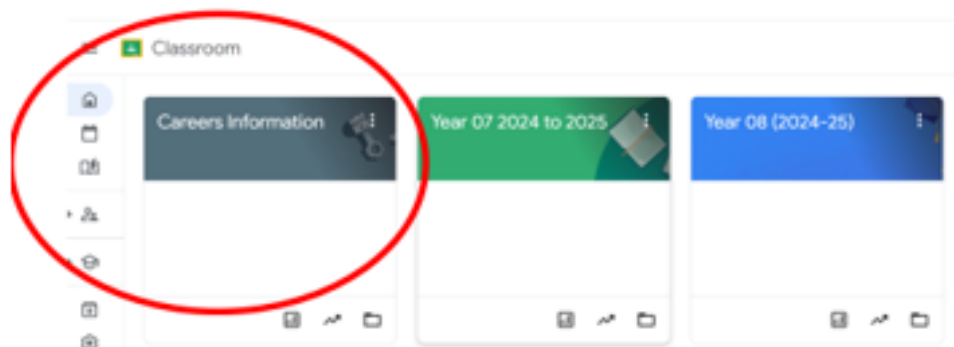 Classroom
Careers Information
Year 07 2024 to 2025
Year 08 (2024-25)